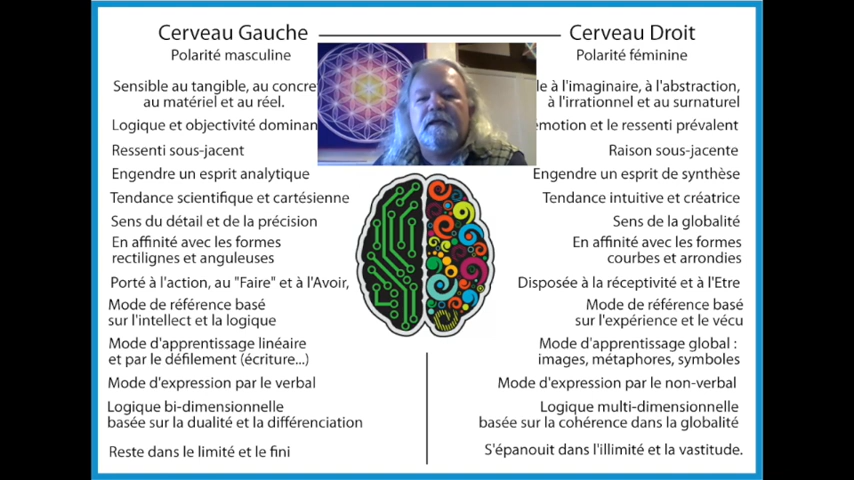 Cerveau Gauche
Polarité masculine
Sensible au tangible, au concre
au matériel et au réel.
Logique et objectivité dominan
Ressenti sous-jacent
Engendre un esprit analytique
Tendance scientifique et cartésienne
Sens du détail et de la précision
En affinité avec les formes
rectilignes et anguleuses
Porté à l'action, au "Faire" et à l'Avoir,
Mode de référence basé
sur l'intellect et la logique
Mode d'apprentissage linéaire
et par le défilement (écriture...)
Mode d'expression par le verbal
Logique bi-dimensionnelle
basée sur la dualité et la différenciation
Reste dans le limité et le fini
Cerveau Droit
Polarité féminine
le à l'imaginaire, à l'abstraction,
à l'irrationnel et au surnaturel
émotion et le ressenti prévalent
Raison sous-jacente
Engendre un esprit de synthèse
Tendance intuitive et créatrice
Sens de la globalité
En affinité avec les formes
courbes et arrondies
Disposée à la réceptivité et à l'Etre
Mode de référence basé
sur l'expérience et le vécu
Mode d'apprentissage global :
images, métaphores, symboles
Mode d'expression par le non-verbal
Logique multi-dimensionnelle
basée sur la cohérence dans la globalité
S'épanouit dans l'illimité et la vastitude.